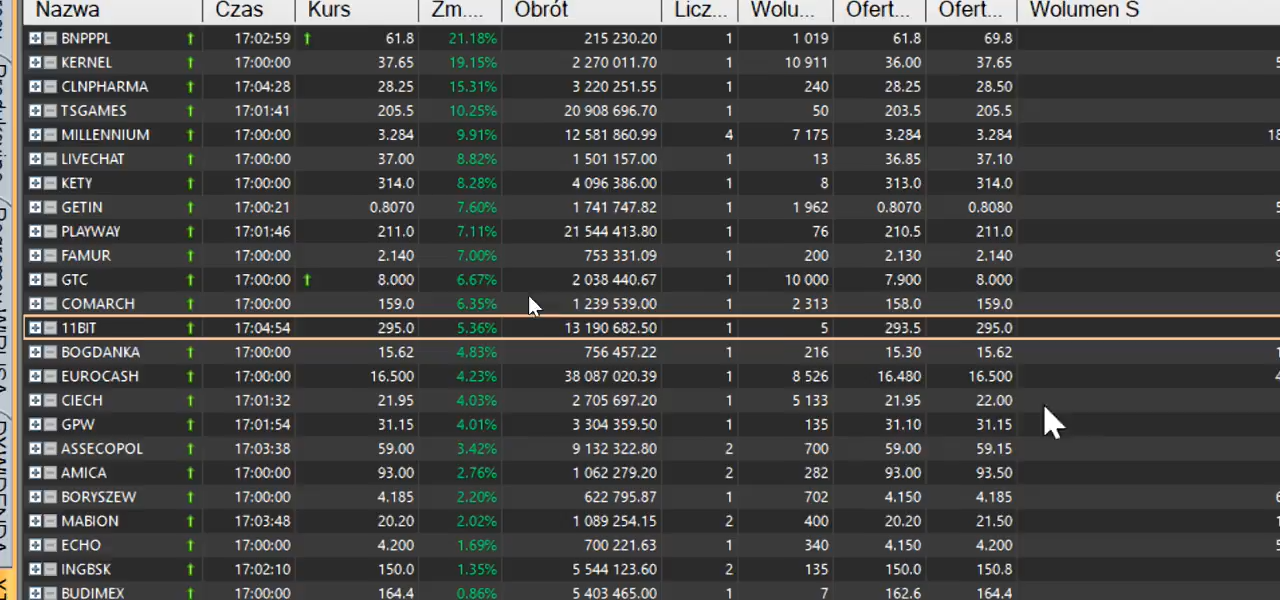 Nazwa Czas Kurs Zm.... Obrót Licz... Wolu... Ofert... Ofert... Wolumen S
BNPPPL 17:02:59 61.8 21.18% 215 230.20 1 1 019 61.8 69.8
KERNEL 17:00:00 37.65 19.15% 2 270 011.70 1 10 911 36.00 37.65
CLNPHARMA 17:04:28 28.25 15.31% 3 220 251.55 1 240 28.25 28.50
TSGAMES 17:01:41 205.5 10.25% 20 908 696.70 1 50 203.5 205.5
MILLENNIUM 17:00:00 3.284 9.91% 12 581 860.99 4 7 175 3.284 3.284 18
LIVECHAT 17:00:00 37.00 8.82% 1 501 157.00 1 13 36.85 37.10
KETY 17:00:00 314.0 8.28% 4 096 386.00 1 8 313.0 314.0
GETIN 17:00:21 0.8070 7.60% 1 741 747.82 1 1 962 0.8070 0.8080
PLAYWAY 17:01:46 211.0 7.11% 21 544 413.80 1 76 210.5 211.0
FAMUR 17:00:00 2.140 7.00% 753 331.09 1 200 2.130 2.140
GTC 17:00:00 8.000 6.67% 2 038 440.67 1 10 000 7.900 8.000
COMARCH 17:00:00 159.0 6.35% 1 239 539.00 1 2 313 158.0 159.0
11BIT 17:04:54 295.0 5.36% 13 190 682.50 1 5 293.5 295.0
BOGDANKA 17:00:00 15.62 4.83% 756 457.22 1 216 15.30 15.62
EUROCASH 17:00:00 16.500 4.23% 38 087 020.39 1 8 526 16.480 16.500
CIECH 17:01:32 21.95 4.03% 2 705 697.20 1 5 133 21.95 22.00
GPW 17:01:54 31.15 4.01% 3 304 359.50 1 135 31.10 31.15
ASSECOPOL 17:03:38 59.00 3.42% 9 132 322.80 2 700 59.00 59.15
AMICA 17:00:00 93.00 2.76% 1 062 279.20 2 282 93.00 93.50
BORYSZEW 17:00:00 4.185 2.20% 622 795.87 1 702 4.150 4.185
MABION 17:03:48 20.20 2.02% 1 089 254.15 2 400 20.20 21.50
ECHO 17:00:00 4.200 1.69% 700 221.63 1 340 4.150 4.200
INGBSK 17:02:10 150.0 1.35% 5 544 123.60 2 135 150.0 150.8
BUDIMEX 17:00:00 164.4 0.86% 5 403 465.00 1 7 162.6 164.4